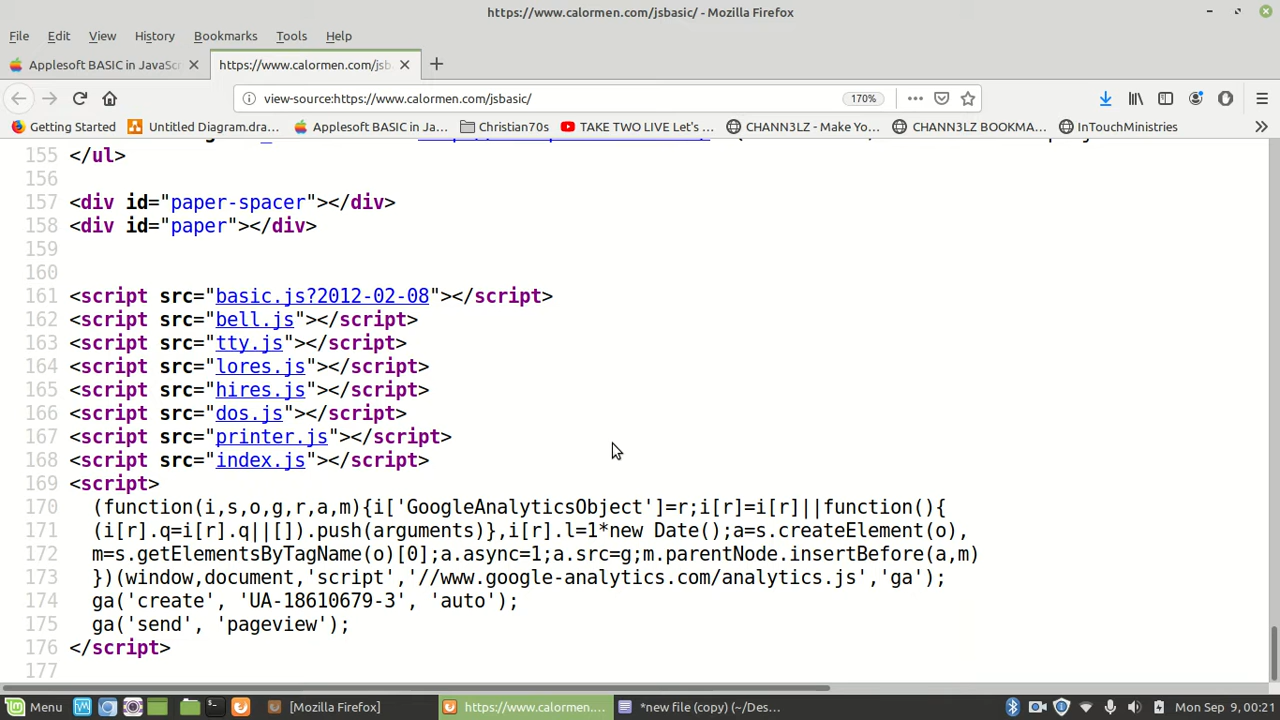 https://www.calormen.com/jsbasic/ - Mozilla Firefox
File Edit View History Bookmarks Tools Help
Applesoft BASIC in JavaScri
https://www.calormen.com/jsb
view-source:https://www.calormen.com/jsbasic/ 170%
Getting Started Untitled Diagram.dra... Applesoft BASIC in Ja... Christian70s TAKE TWO LIVE Let's ... CHANN3LZ - Make Yo... CHANN3LZ BOOKMA... InTouchMinistries
155 </ul>
156
157 <div id="paper-spacer"></div>
158 <div id="paper"></div>
159
160
161 <script src="basic.js?2012-02-08"></script>
162 <script src="bell.js"></script>
163 <script src="tty.js"></script>
164 <script src="lores.js"></script>
165 <script src="hires.js"></script>
166 <script src="dos.js"></script>
167 <script src="printer.js"></script>
168 <script src="index.js"></script>
169 <script>
170 (function(i,s,o,g,r,a,m){i['GoogleAnalyticsObject']=r;i[r]=i[r]||function(){
171 (i[r].q=i[r].q||[]).push(arguments)},i[r].l=1*new Date();a=s.createElement(o),
172 m=s.getElementsByTagName(o)[0];a.async=1;a.src=g;m.parentNode.insertBefore(a,m)
173 })(window,document,'script','//www.google-analytics.com/analytics.js','ga');
174 ga('create', 'UA-18610679-3', 'auto');
175 ga('send', 'pageview');
176 </script>
177
Menu [Mozilla Firefox] https://www.calormen.... *new file (copy) (~/Des... Mon Sep 9, 00:21